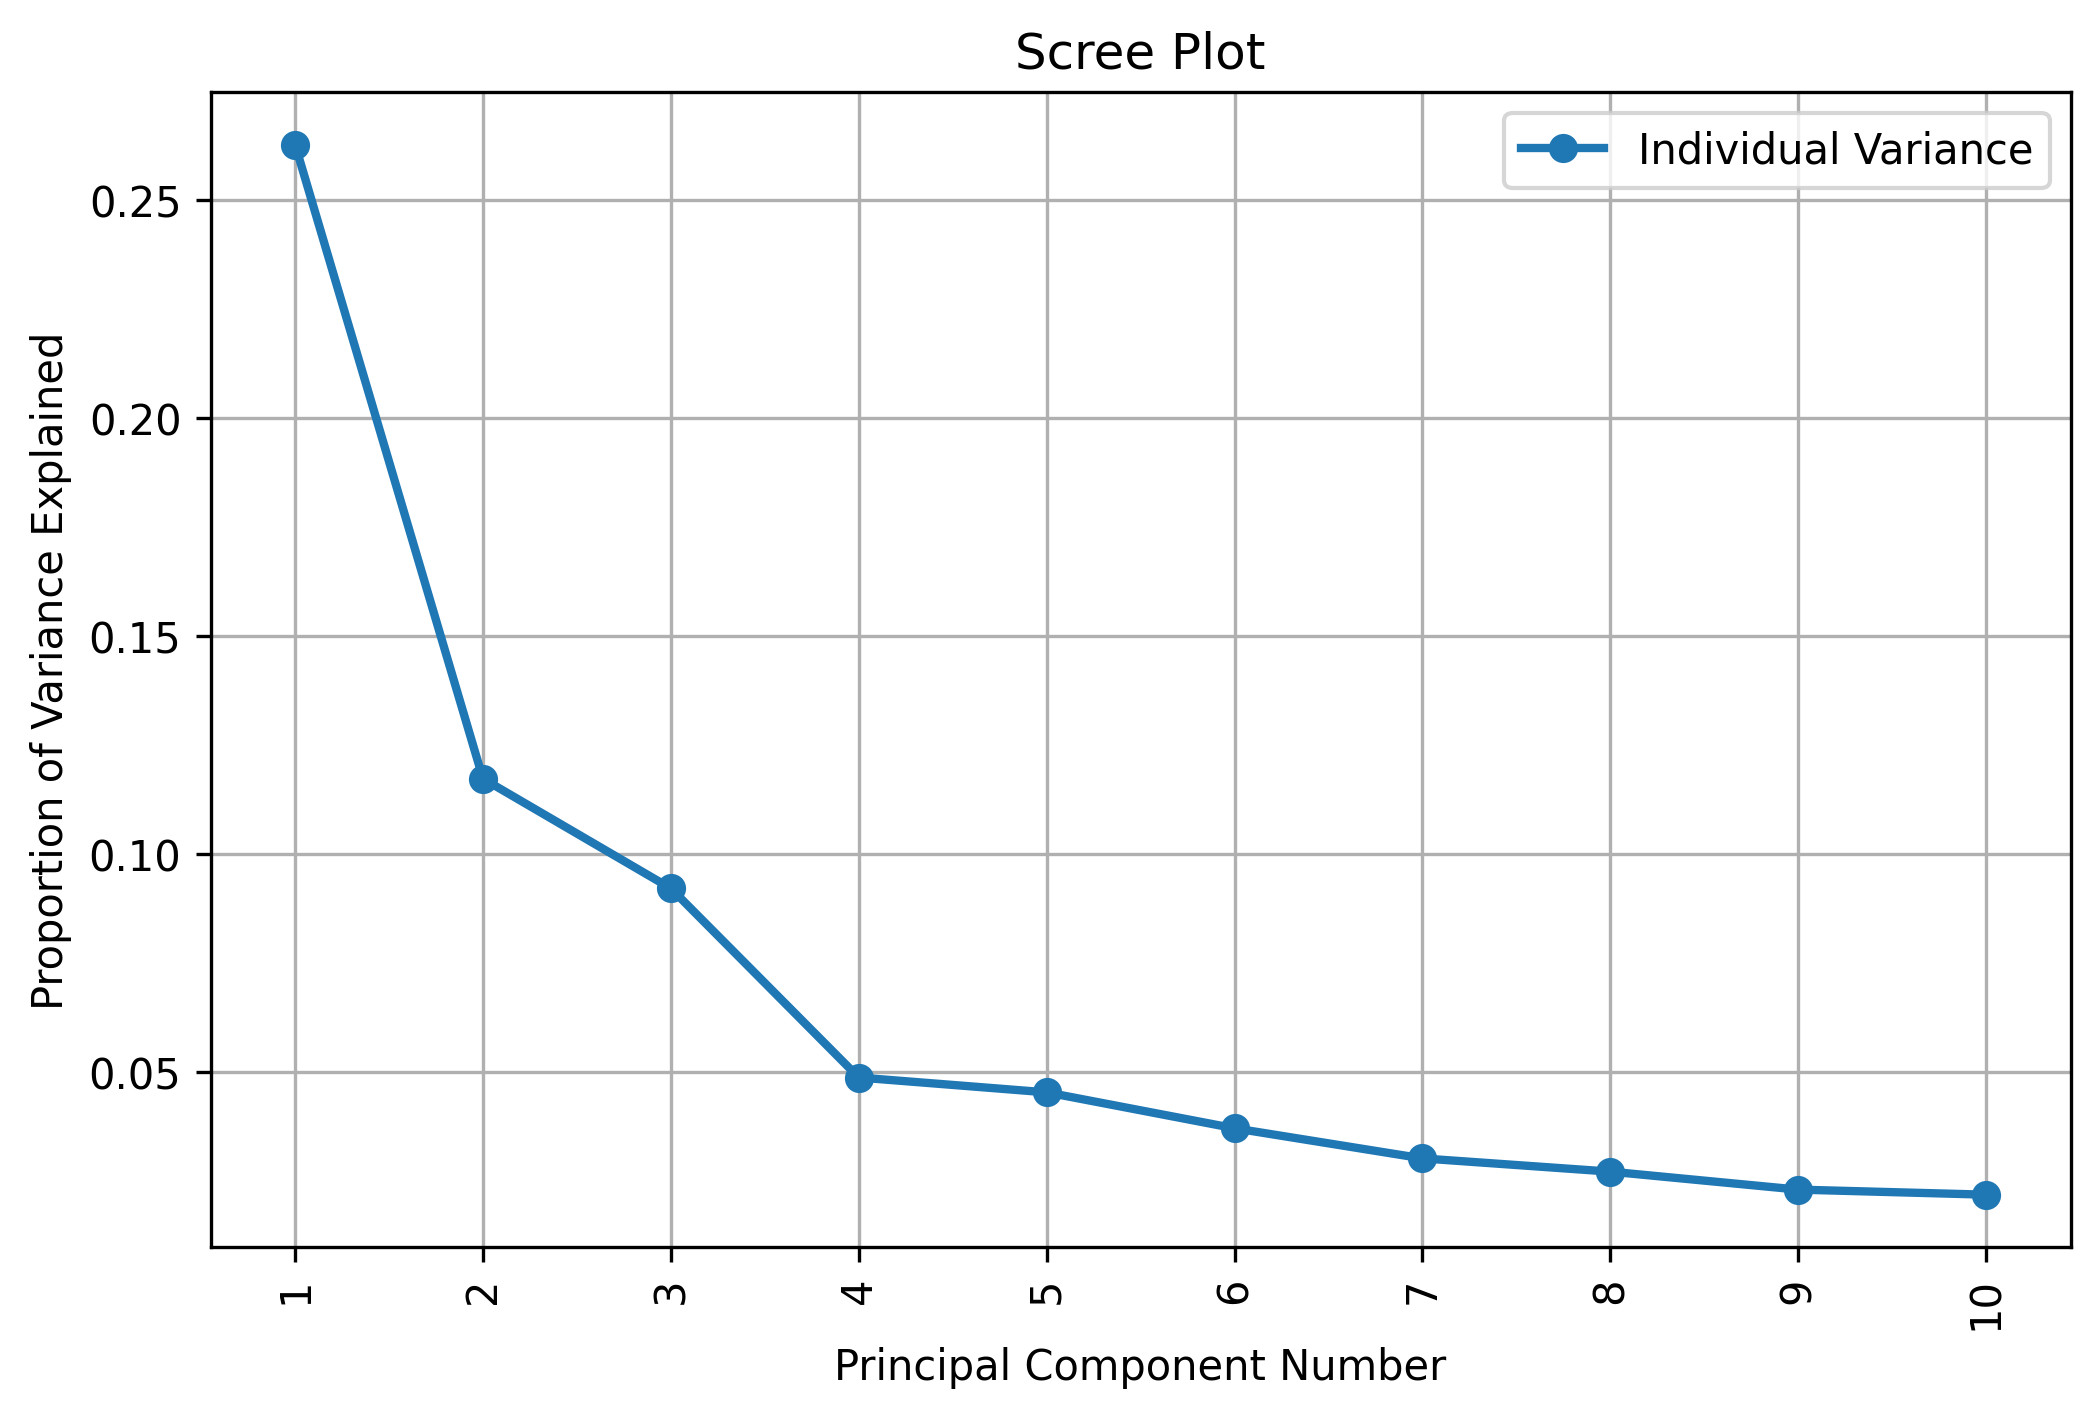 Scree Plot
Individual Variance
Proportion of Variance Explained
0.25
0.20
0.15
0.10
0.05
1 2 3 4 5 6 7 8 9 10
Principal Component Number